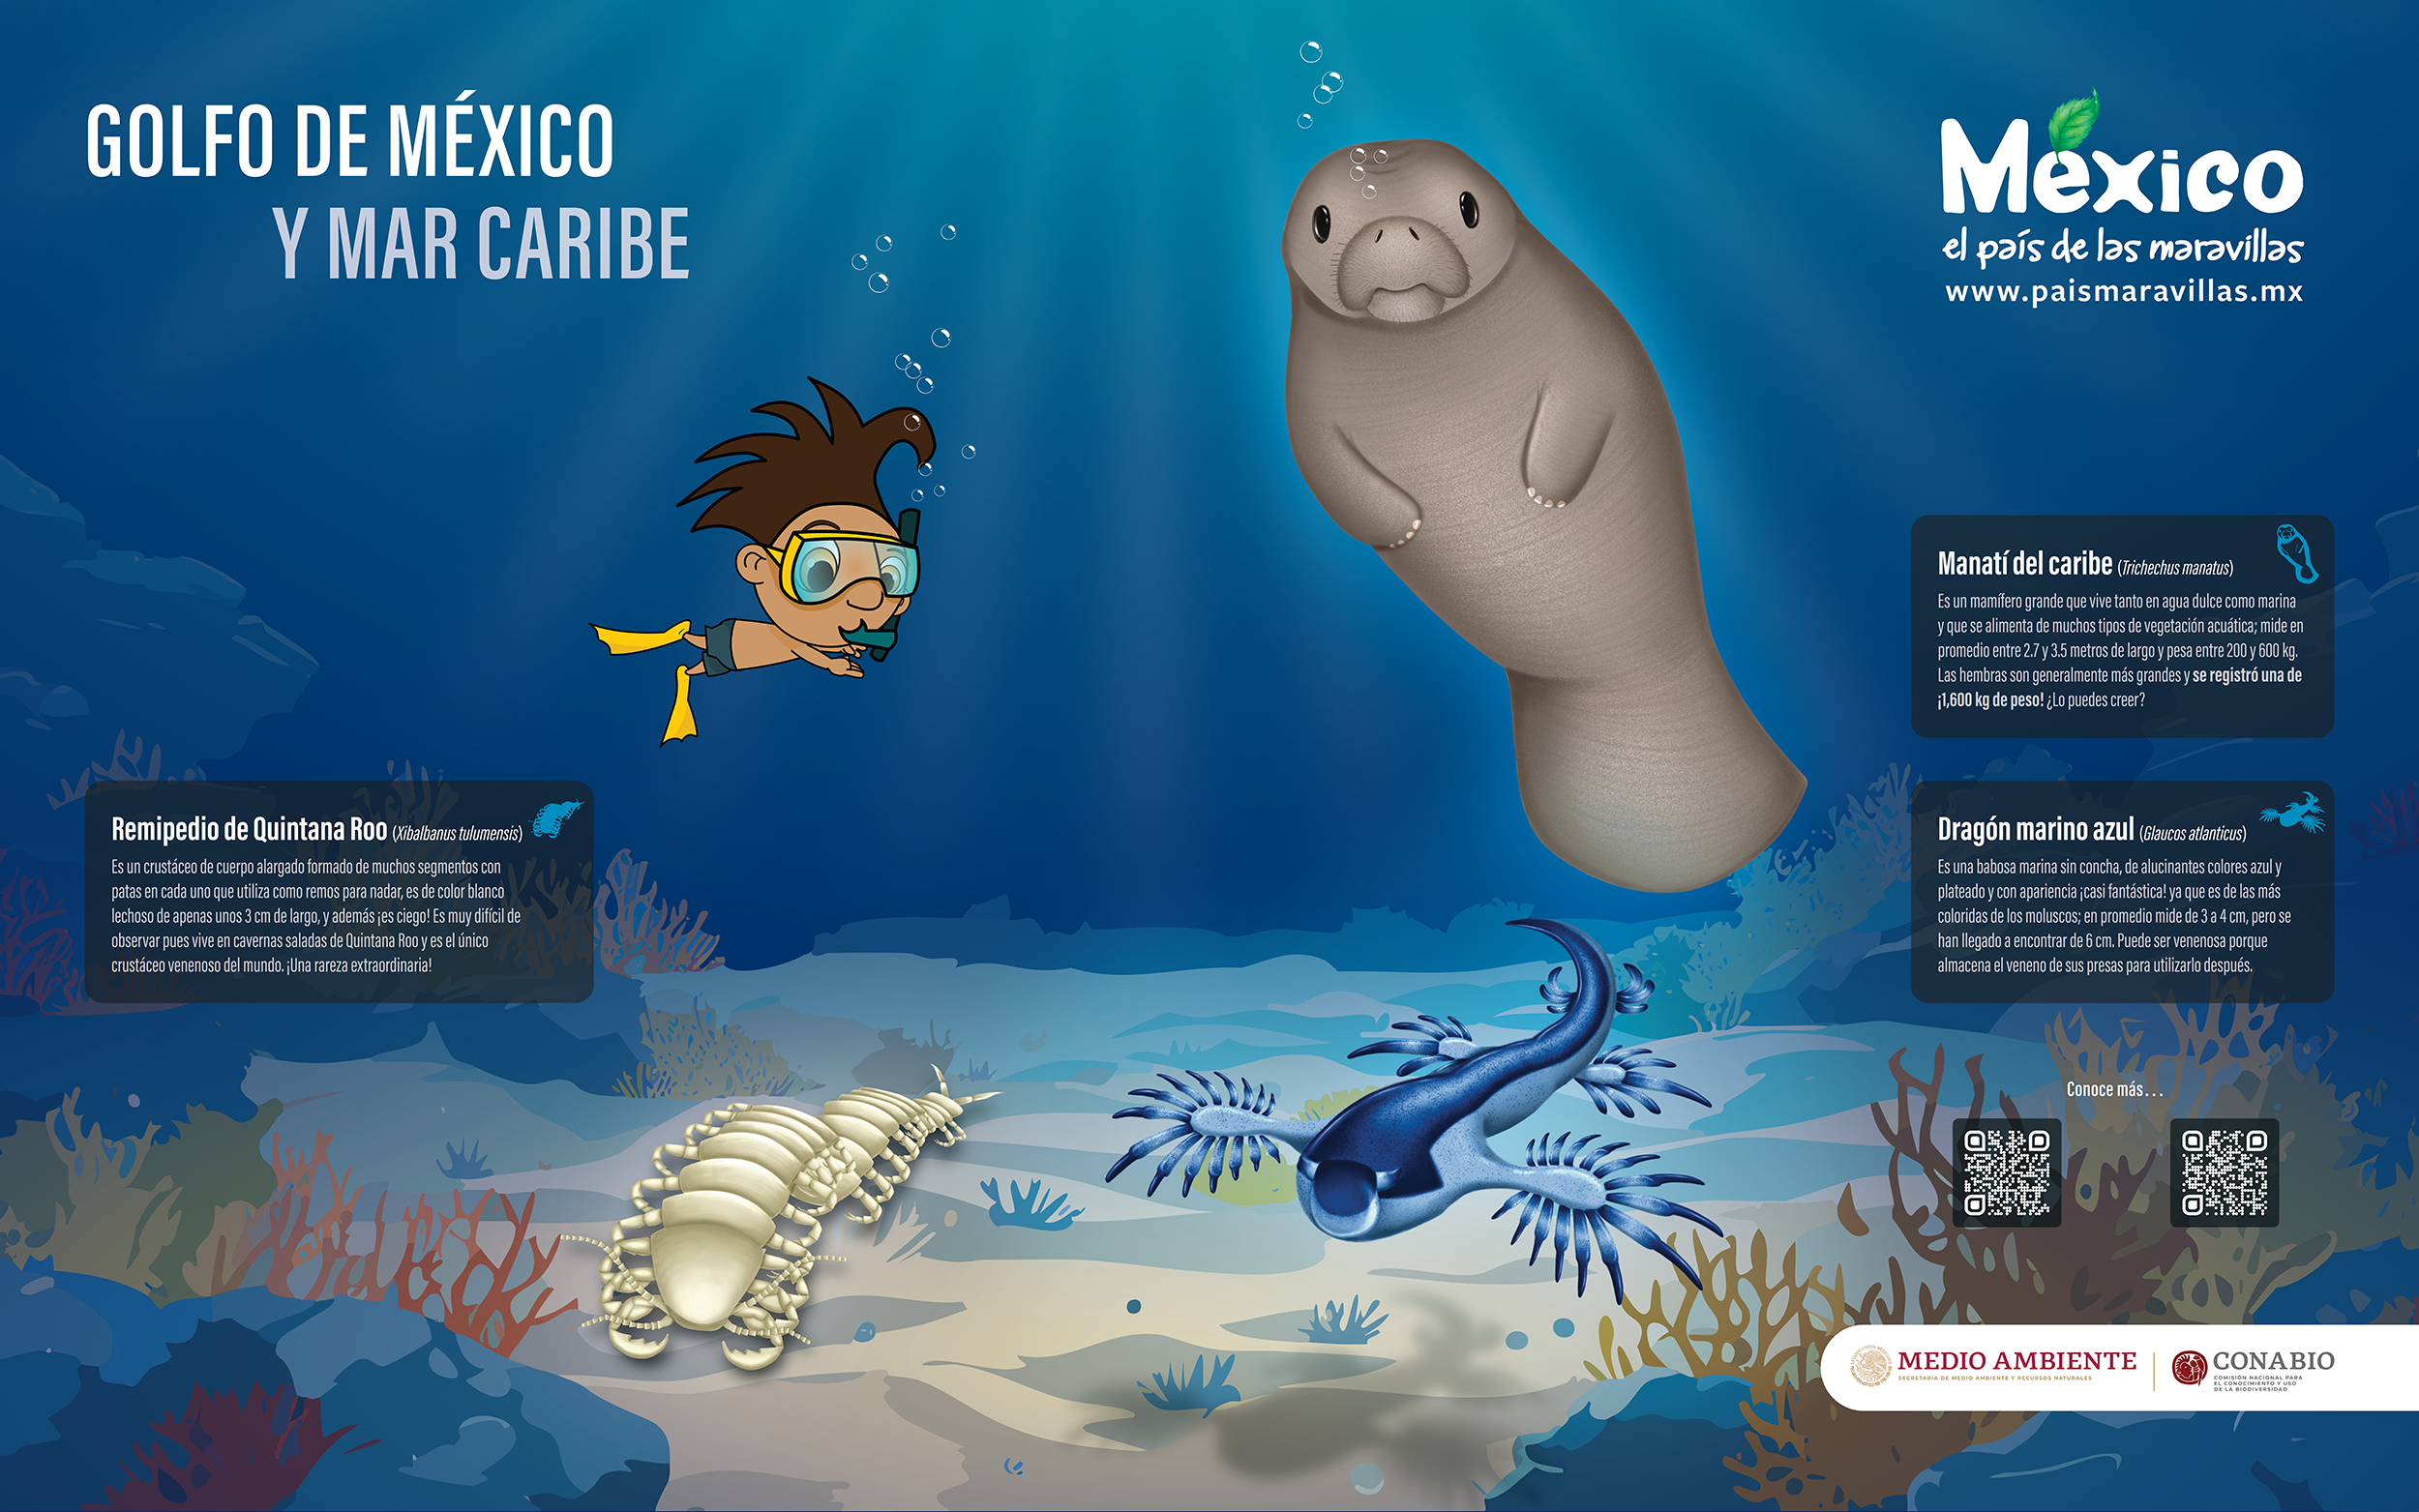 GOLFO DE MÉXICO
Y MAR CARIBE
México
el país de las maravillas
www.paismaravillas.mx
Manatí del caribe (Trichechus manatus)
Es un mamífero grande que vive tanto en agua dulce como marina
y que se alimenta de muchos tipos de vegetación acuática; mide en
promedio entre 2.7 y 3.5 metros de largo y pesa entre 200 y 600 kg.
Las hembras son generalmente más grandes y se registró una de
¡1,600 kg de peso! ¿Lo puedes creer?
Remipedio de Quintana Roo (Xibalbanus tulumensis)
Es un crustáceo de cuerpo alargado formado de muchos segmentos con
patas en cada uno que utiliza como remos para nadar, es de color blanco
lechoso de apenas unos 3 cm de largo, y además ¡es ciego! Es muy difícil de
observar pues vive en cavernas saladas de Quintana Roo y es el único
crustáceo venenoso del mundo. ¡Una rareza extraordinaria!
Dragón marino azul (Glaucos atlanticus)
Es una babosa marina sin concha, de alucinantes colores azul y
plateado y con apariencia ¡casi fantástica! ya que es de las más
coloridas de los moluscos; en promedio mide de 3 a 4 cm, pero se
han llegado a encontrar de 6 cm. Puede ser venenosa porque
almacena el veneno de sus presas para utilizarlo después.
Conoce más...
MEDIO AMBIENTE
SECRETARÍA DE MEDIO AMBIENTE Y RECURSOS NATURALES
CONABIO
COMISIÓN NACIONAL PARA
EL CONOCIMIENTO Y USO
DE LA BIODIVERSIDAD